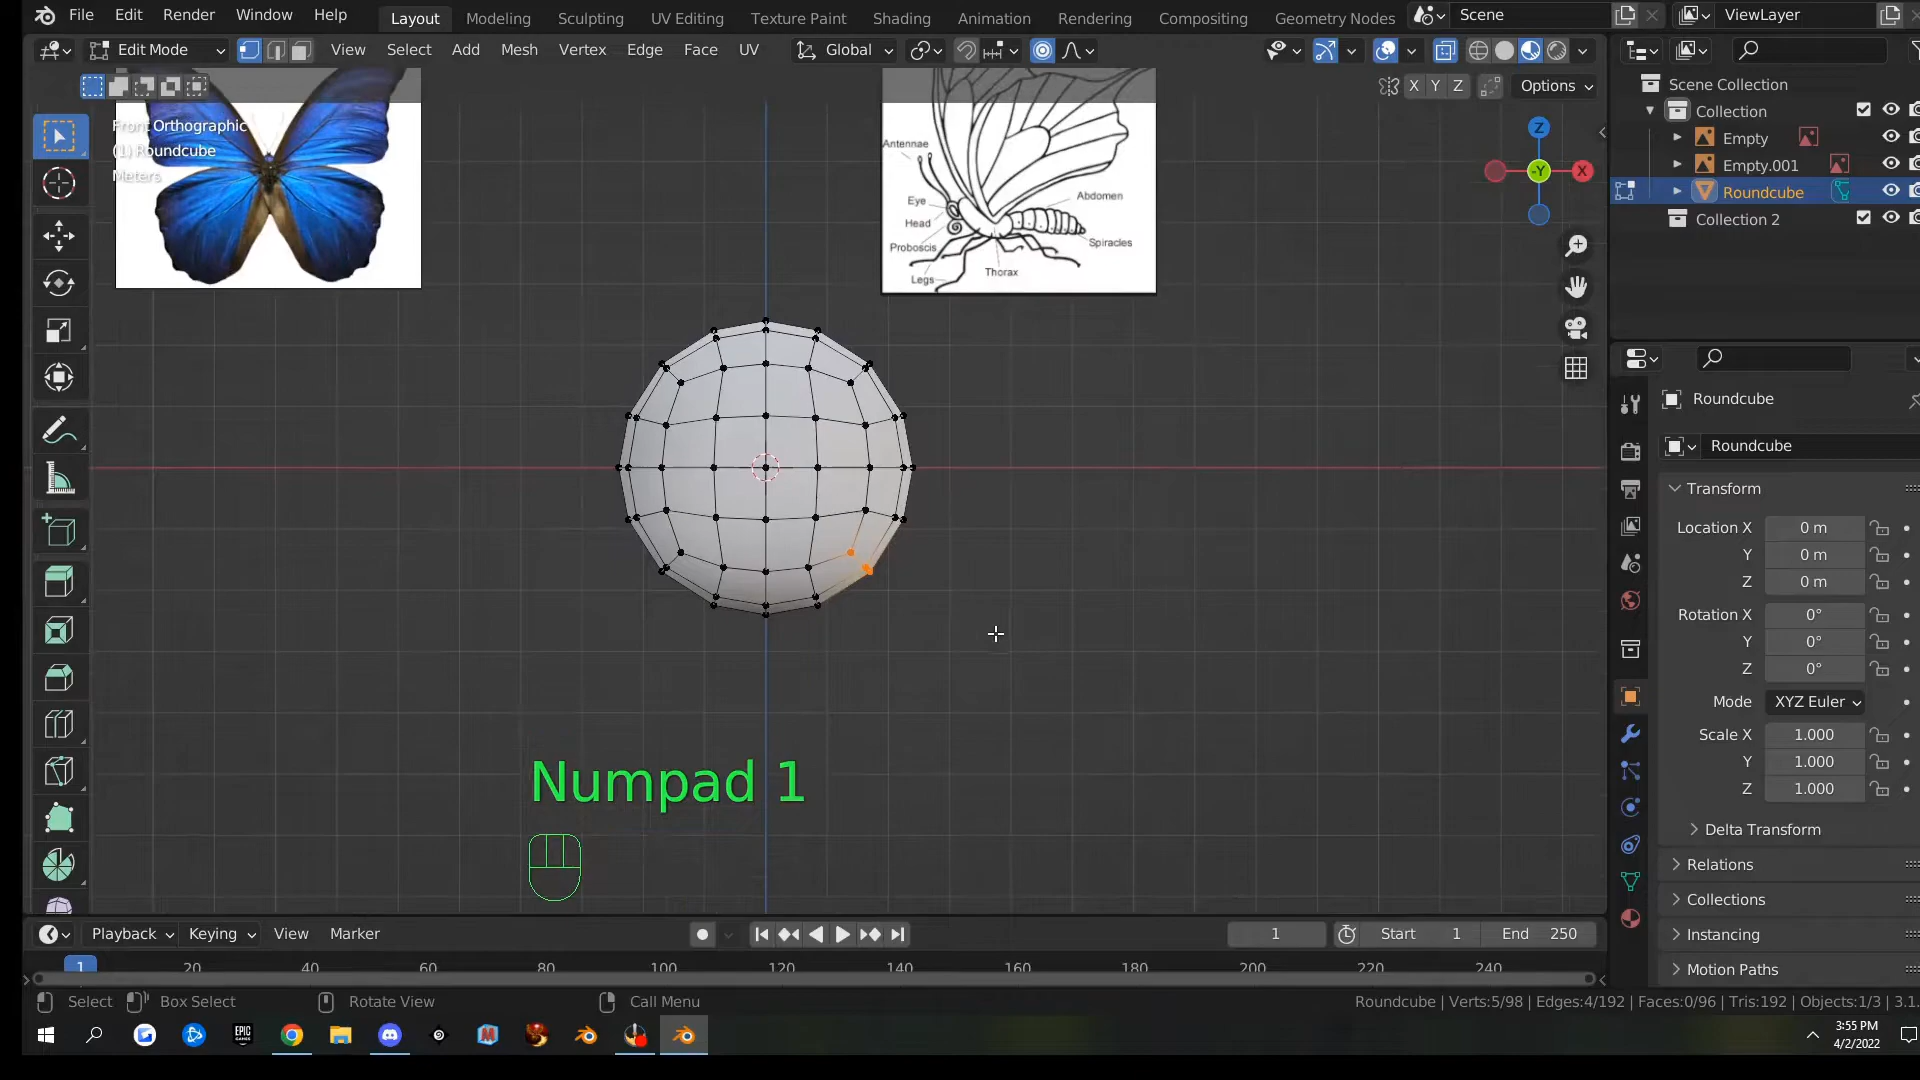 File Edit Render Window Help Layout Modeling Sculpting UV Editing Texture Paint Shading Animation Rendering Compositing Geometry Nodes Scene ViewLayer
Edit Mode View Select Add Mesh Vertex Edge Face UV Global
X Y Z Options
Scene Collection
Collection
Empty
Empty.001
Roundcube
Collection 2
Front Orthographic
(1) Roundcube
Meters
Antennae
Eye
Head
Proboscis
Legs
Thorax
Abdomen
Spiracles
Z
-Y X
Roundcube
Roundcube
Transform
Location X 0 m
Y 0 m
Z 0 m
Rotation X 0°
Y 0°
Z 0°
Mode XYZ Euler
Scale X 1.000
Y 1.000
Z 1.000
Delta Transform
Relations
Collections
Instancing
Motion Paths
Numpad 1
Playback Keying View Marker 1 Start 1 End 250
1 20 40 60 80 100 120 140 160 180 200 220 240
Select Box Select Rotate View Call Menu Roundcube | Verts:5/98 | Edges:4/192 | Faces:0/96 | Tris:192 | Objects:1/3 | 3.1.
EPIC GAMES
3:55 PM
4/2/2022